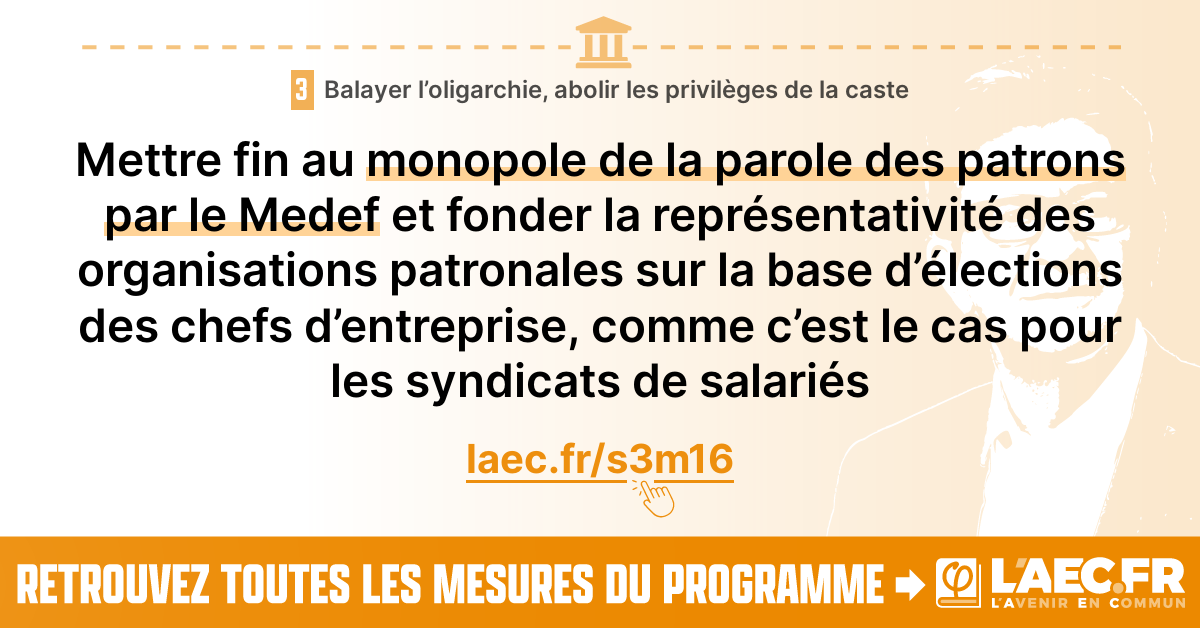 3 Balayer l’oligarchie, abolir les privilèges de la caste
Mettre fin au monopole de la parole des patrons
par le Medef et fonder la représentativité des
organisations patronales sur la base d’élections
des chefs d’entreprise, comme c’est le cas pour
les syndicats de salariés
laec.fr/s3m16
RETROUVEZ TOUTES LES MESURES DU PROGRAMME
φ L'AEC.FR
L'AVENIR EN COMMUN